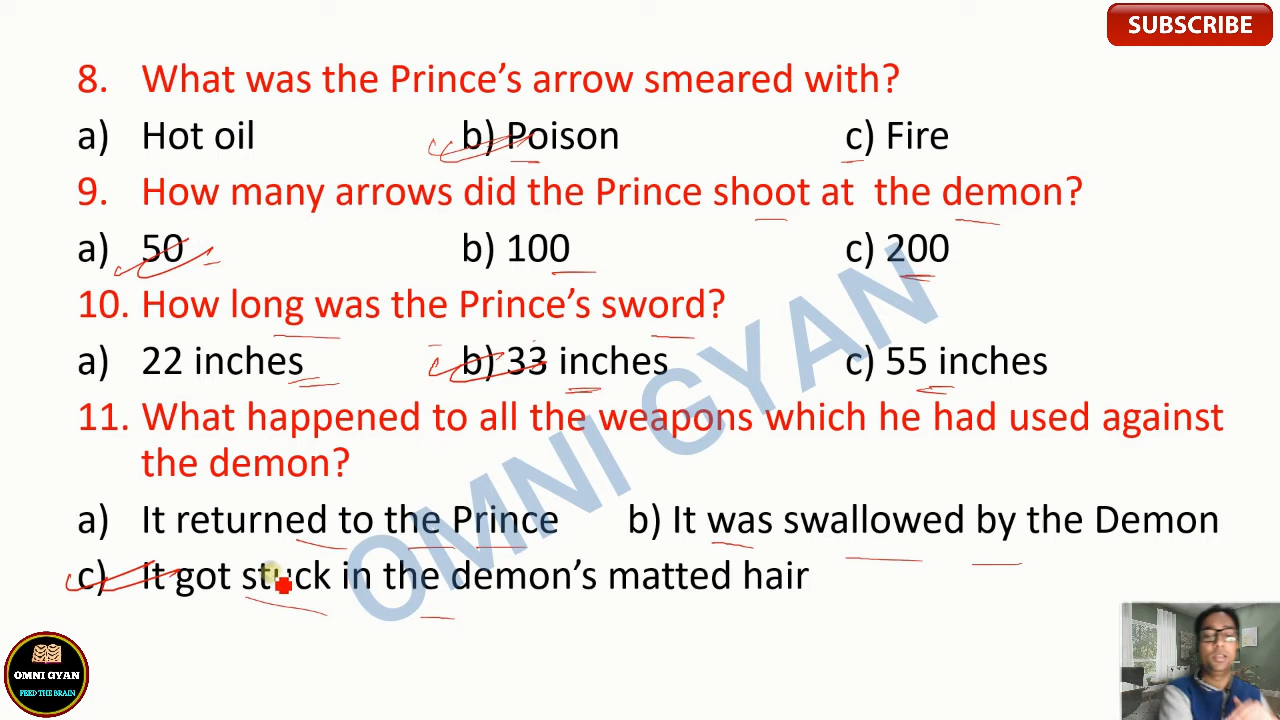 SUBSCRIBE
8. What was the Prince's arrow smeared with?
a) Hot oil b) Poison c) Fire
9. How many arrows did the Prince shoot at the demon?
a) 50 b) 100 c) 200
10. How long was the Prince's sword?
a) 22 inches b) 33 inches c) 55 inches
11. What happened to all the weapons which he had used against
the demon?
a) It returned to the Prince b) It was swallowed by the Demon
c) It got stuck in the demon's matted hair
OMNI GYAN
OMNI GYAN
FEED THE BRAIN